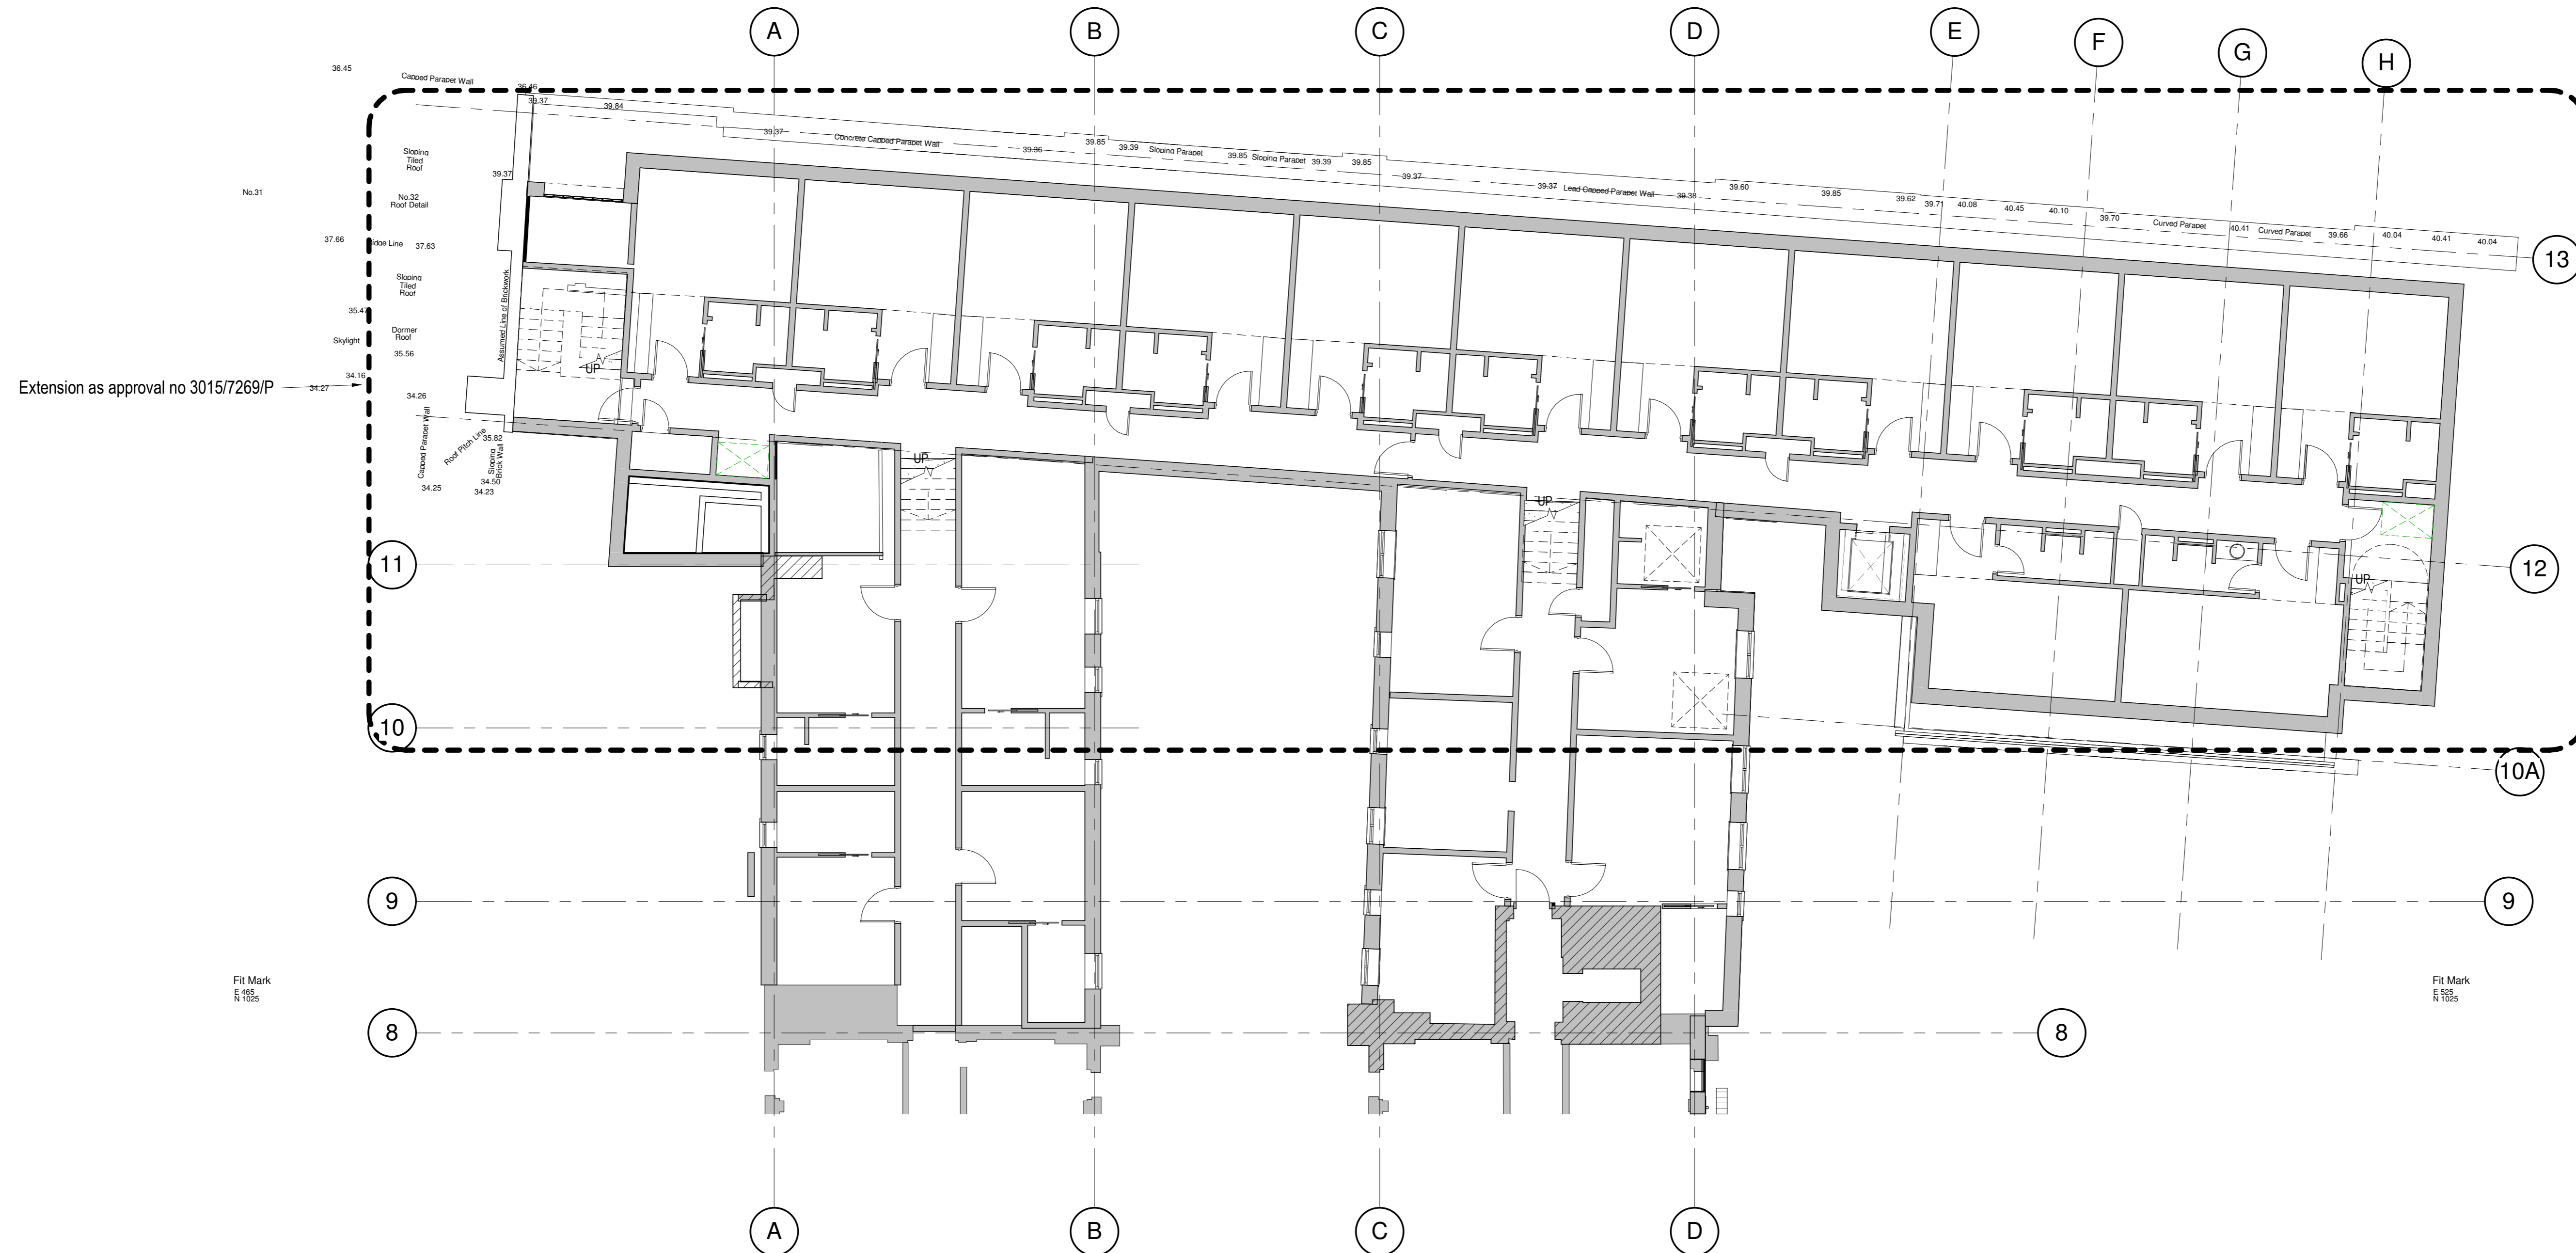 A
B
C
D
E
F
G
H
36.45
Capped Parapet Wall
36.46
39.37
39.84
39.37
Concrete Capped Parapet Wall
39.36
39.85
39.39
Sloping Parapet
39.85
Sloping Parapet
39.39
39.85
39.37
39.37
Lead Capped Parapet Wall
39.38
39.60
39.85
39.62
39.71
40.08
40.45
40.10
39.70
Curved Parapet
40.41
Curved Parapet
39.66
40.04
40.41
40.04
13
Sloping
Tiled
Roof
39.37
No.31
No.32
Roof Detail
37.66
37.63
Sloping
Tiled
Roof
Assumed Line of Brickwork
35.47
Skylight
Dormer
Roof
35.56
34.16
34.27
Extension as approval no 3015/7269/P
34.26
Capped Parapet Wall
Roof Pitch Line
35.82
Sloping
Brick Wall
34.50
34.25
34.23
UP
UP
UP
UP
11
12
10
10A
9
9
Fit Mark
E 465
N 1025
Fit Mark
E 525
N 1025
8
8
A
B
C
D